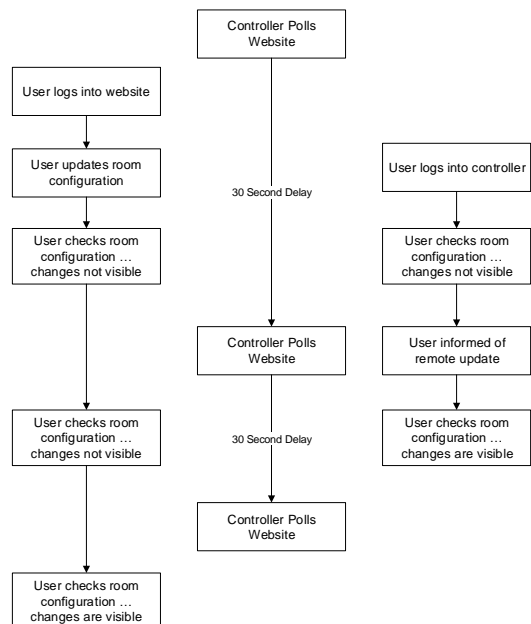 Controller Polls
Website
User logs into website
User updates room
configuration
User checks room
configuration …
changes not visible
User checks room
configuration …
changes not visible
User checks room
configuration …
changes are visible
30 Second Delay
Controller Polls
Website
30 Second Delay
Controller Polls
Website
User logs into controller
User checks room
configuration …
changes not visible
User informed of
remote update
User checks room
configuration …
changes are visible